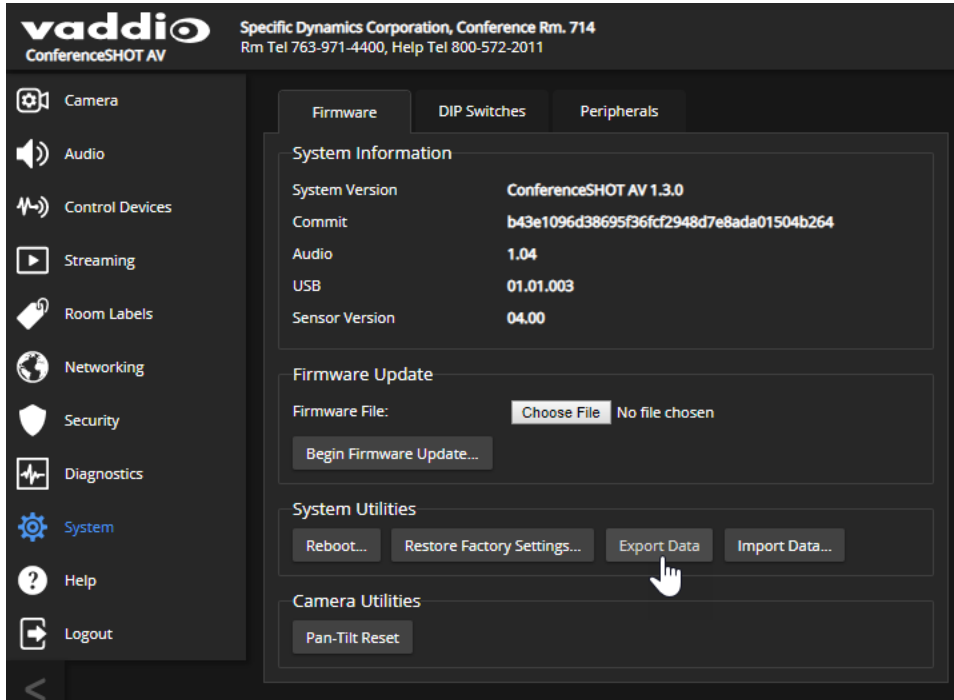 vaddio
ConferenceSHOT AV
Specific Dynamics Corporation, Conference Rm. 714
Rm Tel 763-971-4400, Help Tel 800-572-2011
Camera
Audio
Control Devices
Streaming
Room Labels
Networking
Security
Diagnostics
System
Help
Logout
<
Firmware DIP Switches Peripherals
System Information
System Version ConferenceSHOT AV 1.3.0
Commit b43e1096d38695f36fcf2948d7e8ada01504b264
Audio 1.04
USB 01.01.003
Sensor Version 04.00
Firmware Update
Firmware File: Choose File No file chosen
Begin Firmware Update...
System Utilities
Reboot... Restore Factory Settings... Export Data Import Data...
Camera Utilities
Pan-Tilt Reset